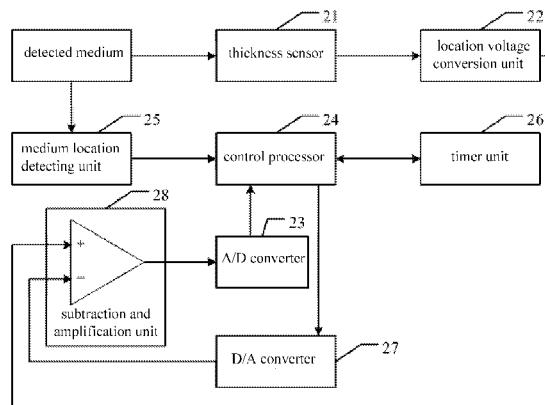 21
22
detected medium
thickness sensor
location voltage
conversion unit
25
24
26
medium location
detecting unit
control processor
timer unit
28
23
+
−
A/D converter
subtraction and
amplification unit
D/A converter
27